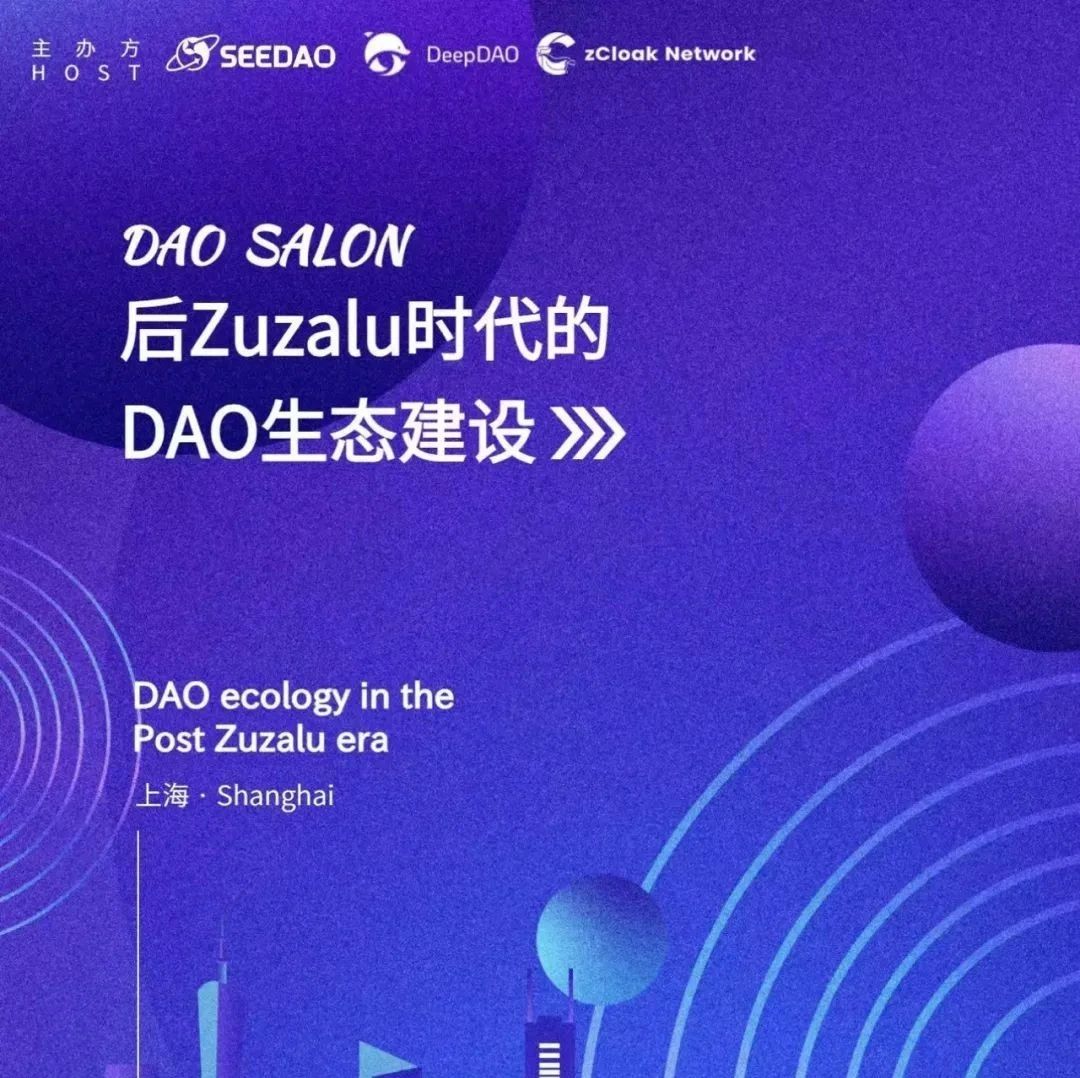 主办方
HOST
SEEDAO DeepDAO zCloak Network
DAO SALON
后Zuzalu时代的
DAO生态建设
DAO ecology in the
Post Zuzalu era
上海 · Shanghai